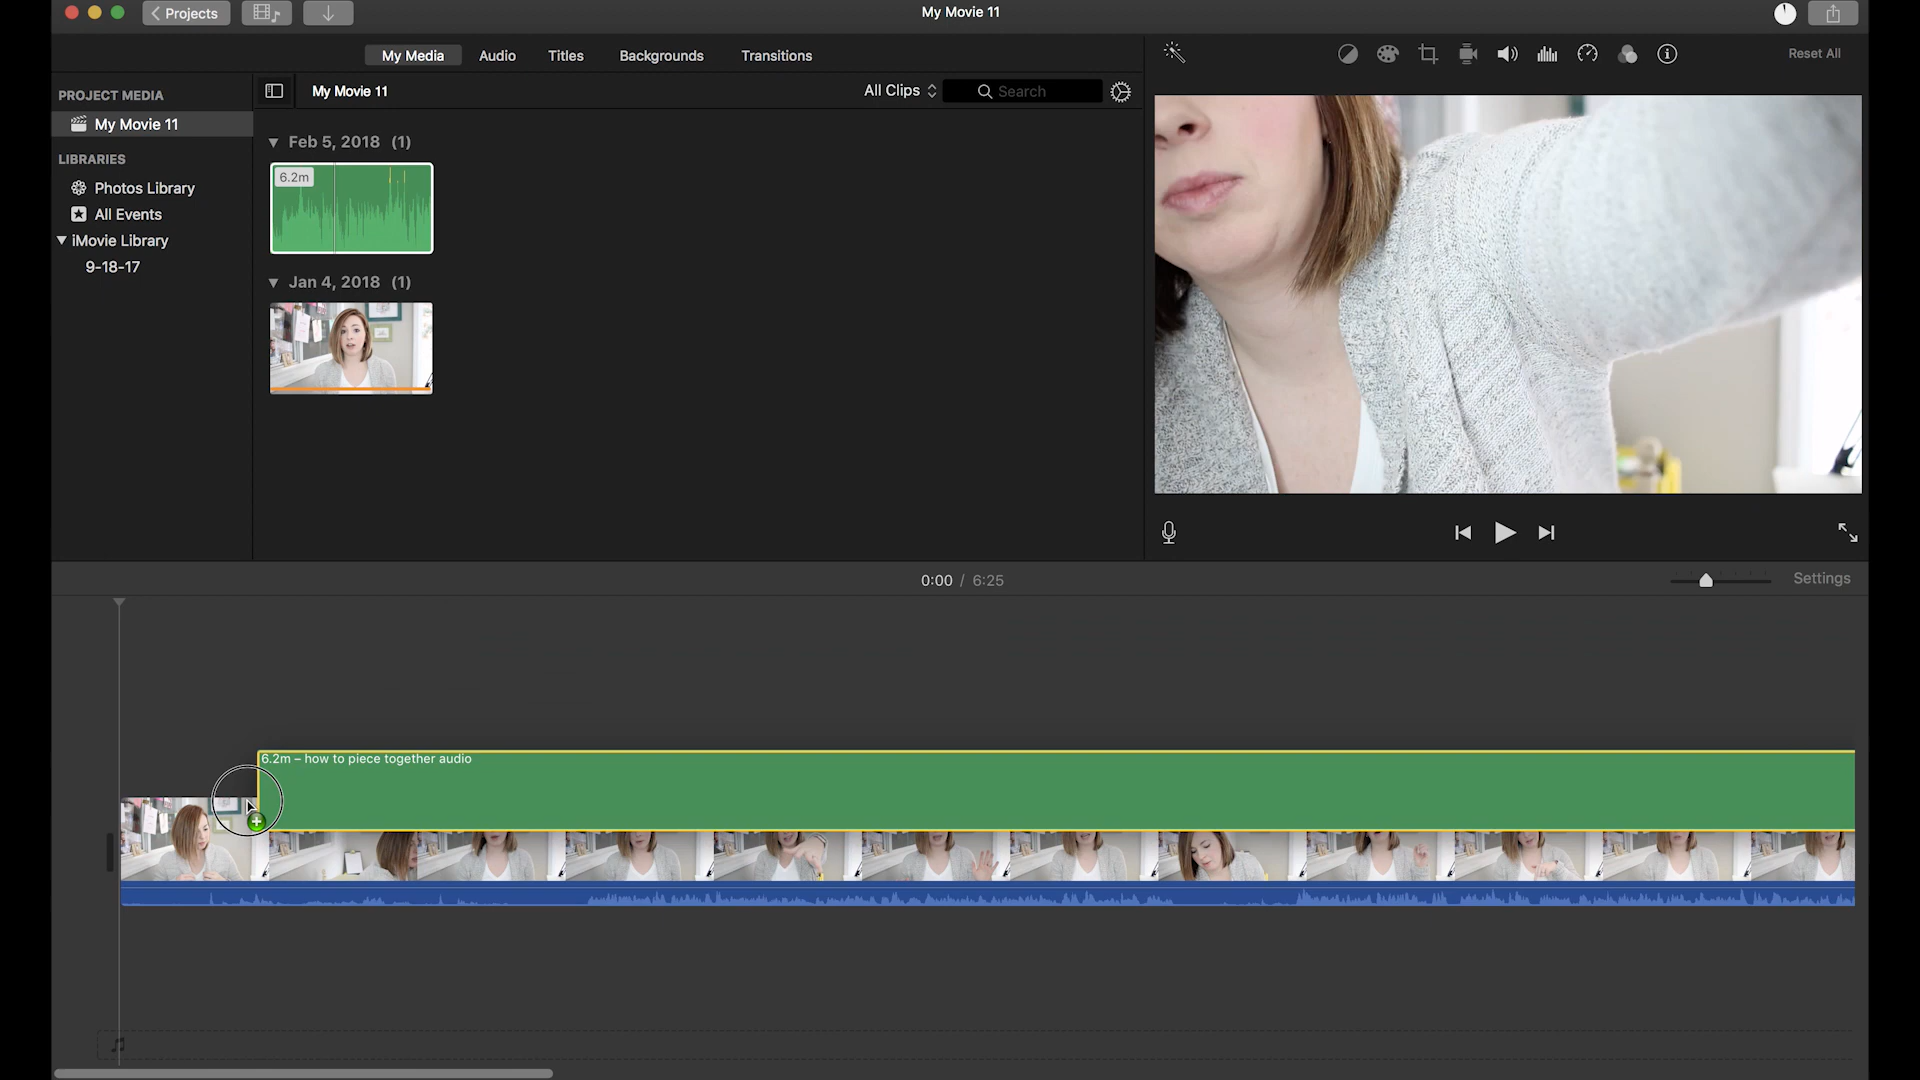 Projects
My Movie 11
My Media
Audio
Titles
Backgrounds
Transitions
Reset All
PROJECT MEDIA
My Movie 11
All Clips
Search
My Movie 11
LIBRARIES
Photos Library
All Events
iMovie Library
9-18-17
Feb 5, 2018 (1)
6.2m
Jan 4, 2018 (1)
0:00 / 6:25
Settings
6.2m – how to piece together audio